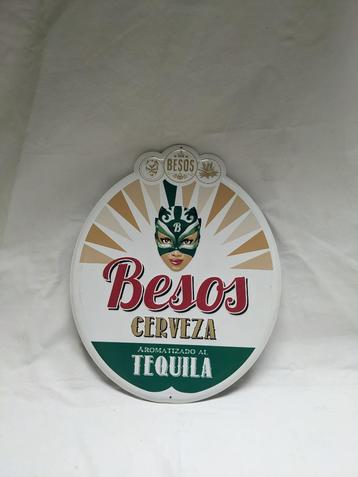 BESOS
B
Besos
CERVEZA
AROMATIZADO AL
TEQUILA